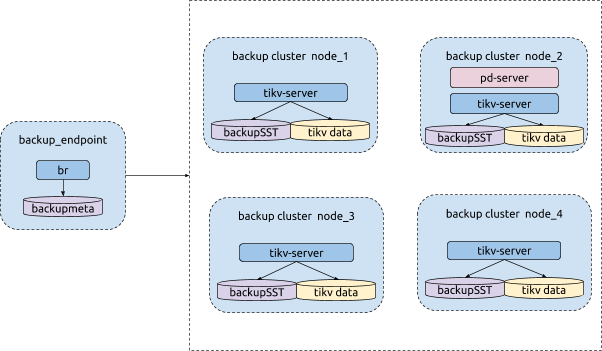 backup_endpoint
br
backupmeta
backup cluster node_1
tikv-server
backupSST
tikv data
backup cluster node_2
pd-server
tikv-server
backupSST
tikv data
backup cluster node_3
tikv-server
backupSST
tikv data
backup cluster node_4
tikv-server
backupSST
tikv data